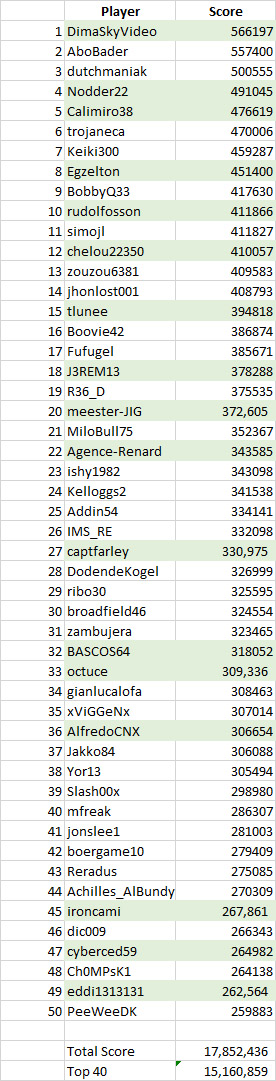 Player Score
1 DimaSkyVideo 566197
2 AboBader 557400
3 dutchmaniak 500555
4 Nodder22 491045
5 Calimiro38 476619
6 trojaneca 470006
7 Keiki300 459287
8 Egzelton 451400
9 BobbyQ33 417630
10 rudolfosson 411866
11 simojl 411827
12 chelou22350 410057
13 zouzou6381 409583
14 jhonlost001 408793
15 tlunee 394818
16 Boovie42 386874
17 Fufugel 385671
18 J3REM13 378288
19 R36_D 375535
20 meester-JIG 372,605
21 MiloBull75 352367
22 Agence-Renard 343585
23 ishy1982 343098
24 Kelloggs2 341538
25 Addin54 334141
26 IMS_RE 332098
27 captfarley 330,975
28 DodendeKogel 326999
29 ribo30 325595
30 broadfield46 324554
31 zambujera 323465
32 BASCOS64 318052
33 octuce 309,336
34 gianlucalofa 308463
35 xViGGeNx 307014
36 AlfredoCNX 306654
37 Jakko84 306088
38 Yor13 305494
39 Slash00x 298980
40 mfreak 286307
41 jonslee1 281003
42 boergame10 279409
43 Reradus 275085
44 Achilles_AlBundy 270309
45 ironcami 267,861
46 dic009 266343
47 cyberced59 264982
48 Ch0MPsK1 264138
49 eddi1313131 262,564
50 PeeWeeDK 259883
Total Score 17,852,436
Top 40 15,160,859